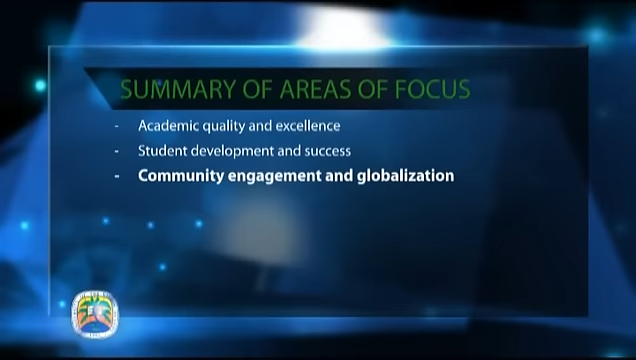 SUMMARY OF AREAS OF FOCUS
- Academic quality and excellence
- Student development and success
- Community engagement and globalization